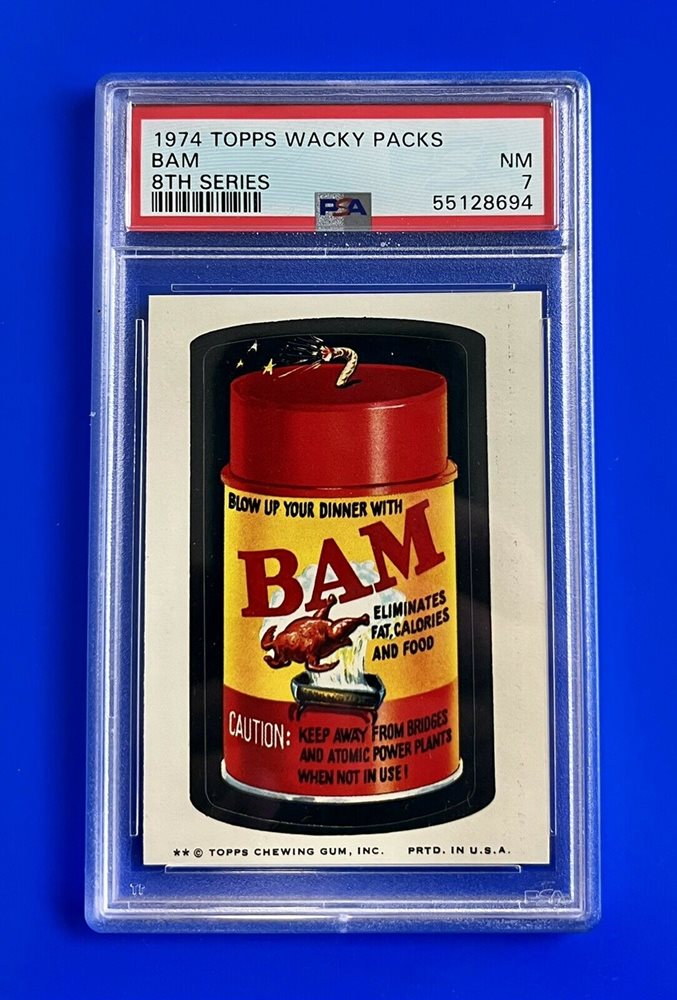 1974 TOPPS WACKY PACKS
BAM NM
8TH SERIES 7
PSA 55128694
BLOW UP YOUR DINNER WITH
BAM
ELIMINATES
FAT, CALORIES
AND FOOD
CAUTION: KEEP AWAY FROM BRIDGES
AND ATOMIC POWER PLANTS
WHEN NOT IN USE!
** © TOPPS CHEWING GUM, INC. PRTD. IN U.S.A.
PSA